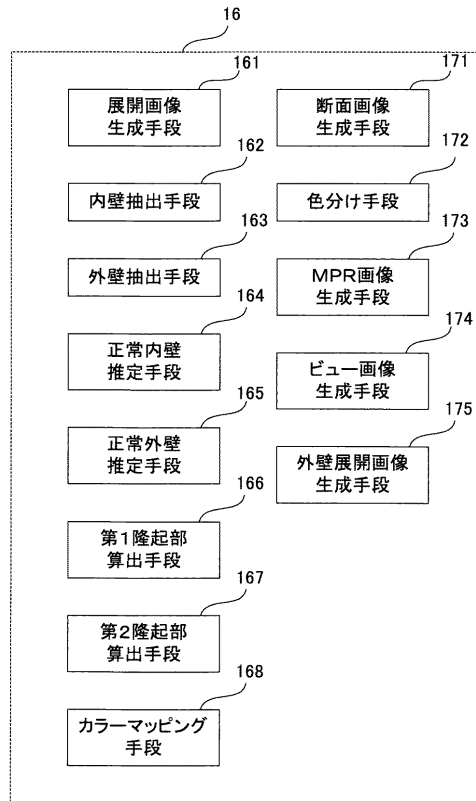 16
161
展開画像
生成手段
162
内壁抽出手段
163
外壁抽出手段
164
正常内壁
推定手段
165
正常外壁
推定手段
166
第1隆起部
算出手段
167
第2隆起部
算出手段
168
カラーマッピング
手段
171
断面画像
生成手段
172
色分け手段
173
MPR画像
生成手段
174
ビュー画像
生成手段
175
外壁展開画像
生成手段